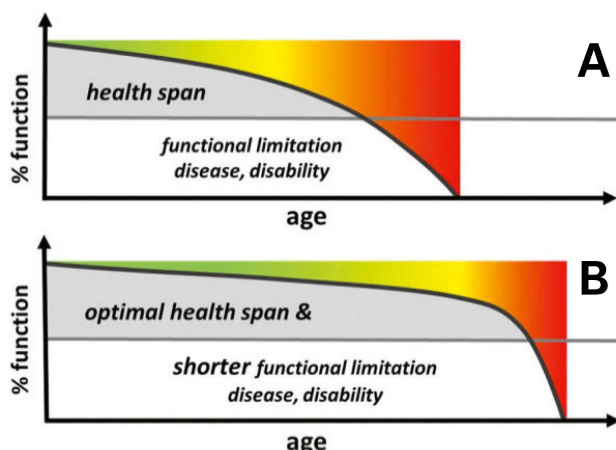 A
% function
health span
functional limitation
disease, disability
age
B
% function
optimal health span &
shorter functional limitation
disease, disability
age